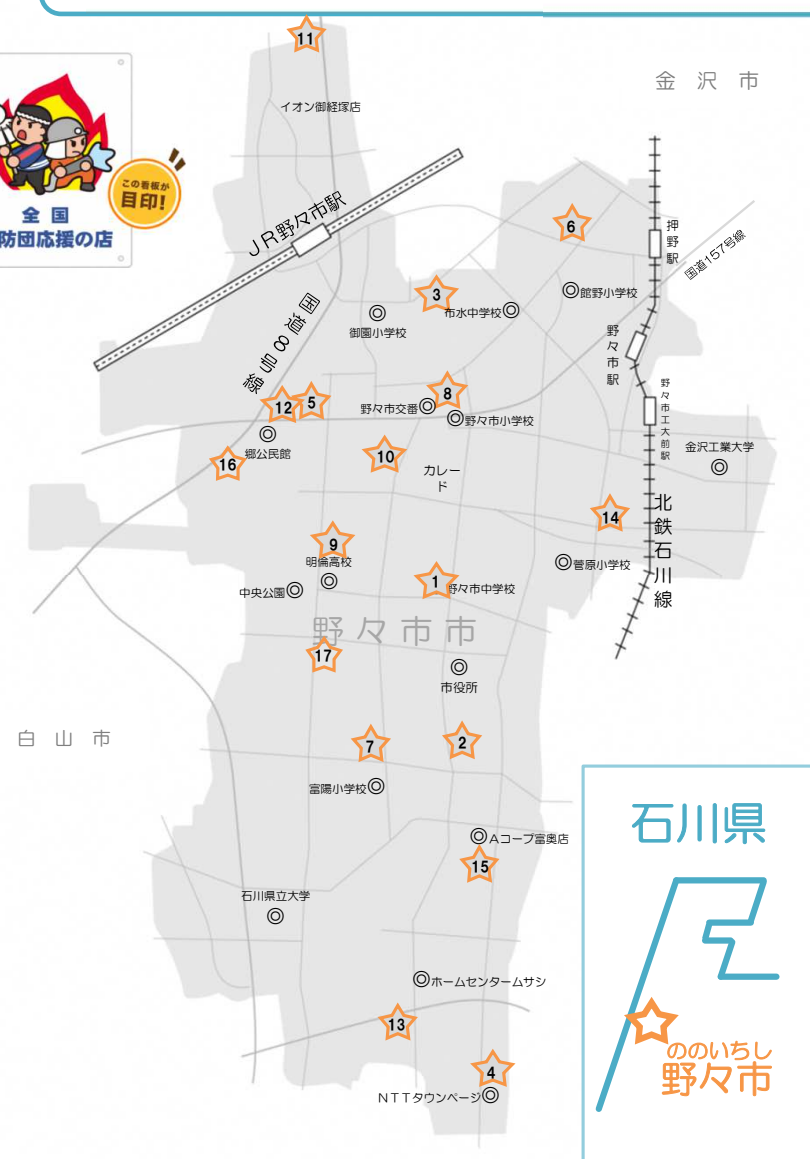 11
イオン御経塚店
金沢市
この看板が
目印!
全国
防団応援の店
JR野々市駅
6
押野駅
国道157号線
館野小学校
3
布水中学校
御園小学校
国道8号線
野々市駅
12
5
8
野々市交番
野々市小学校
野々市工大前駅
郷公民館
16
10
カレー
ド
金沢工業大学
14
北鉄石川線
9
明倫高校
菅原小学校
中央公園
1
野々市中学校
野々市市
17
市役所
白山市
7
2
富陽小学校
Aコープ富奥店
15
石川県立大学
ホームセンタームサシ
13
4
NTTタウンページ
石川県
ののいちし
野々市